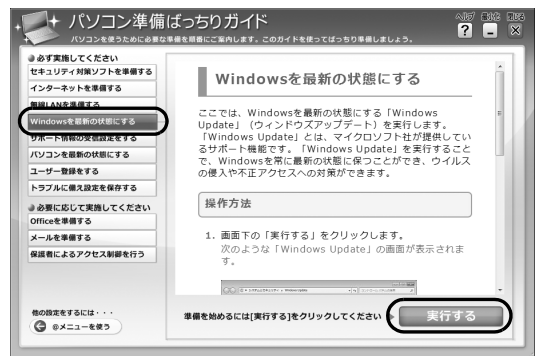 パソコン準備ばっちりガイド
パソコンを使うために必要な準備を順番にご案内します。このガイドを使ってばっちり準備しましょう。
ヘルプ 最小化 閉じる
必ず実施してください
セキュリティ対策ソフトを準備する
インターネットを準備する
無線LANを準備する
Windowsを最新の状態にする
サポート情報の受信設定をする
パソコンを最新の状態にする
ユーザー登録をする
トラブルに備え設定を保存する
必要に応じて実施してください
Officeを準備する
メールを準備する
保護者によるアクセス制御を行う
他の設定をするには・・・
@メニューを使う
Windowsを最新の状態にする
ここでは、Windowsを最新の状態にする「Windows
Update」（ウィンドウズアップデート）を実行します。
「Windows Update」とは、マイクロソフト社が提供してい
るサポート機能です。「Windows Update」を実行すること
で、Windowsを常に最新の状態に保つことができ、ウイルス
の侵入や不正アクセスへの対策ができます。
操作方法
1. 画面下の「実行する」をクリックします。
次のような「Windows Update」の画面が表示されま
す。
準備を始めるには[実行する]をクリックしてください
実行する